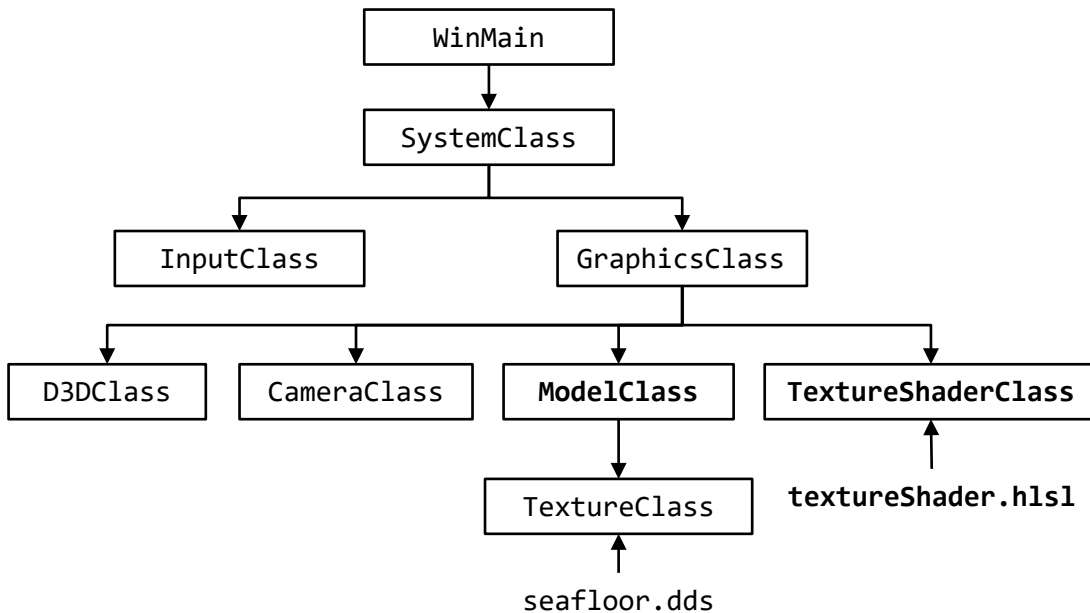 WinMain
SystemClass
InputClass
GraphicsClass
D3DClass
CameraClass
ModelClass
TextureShaderClass
TextureClass
textureShader.hlsl
seafloor.dds